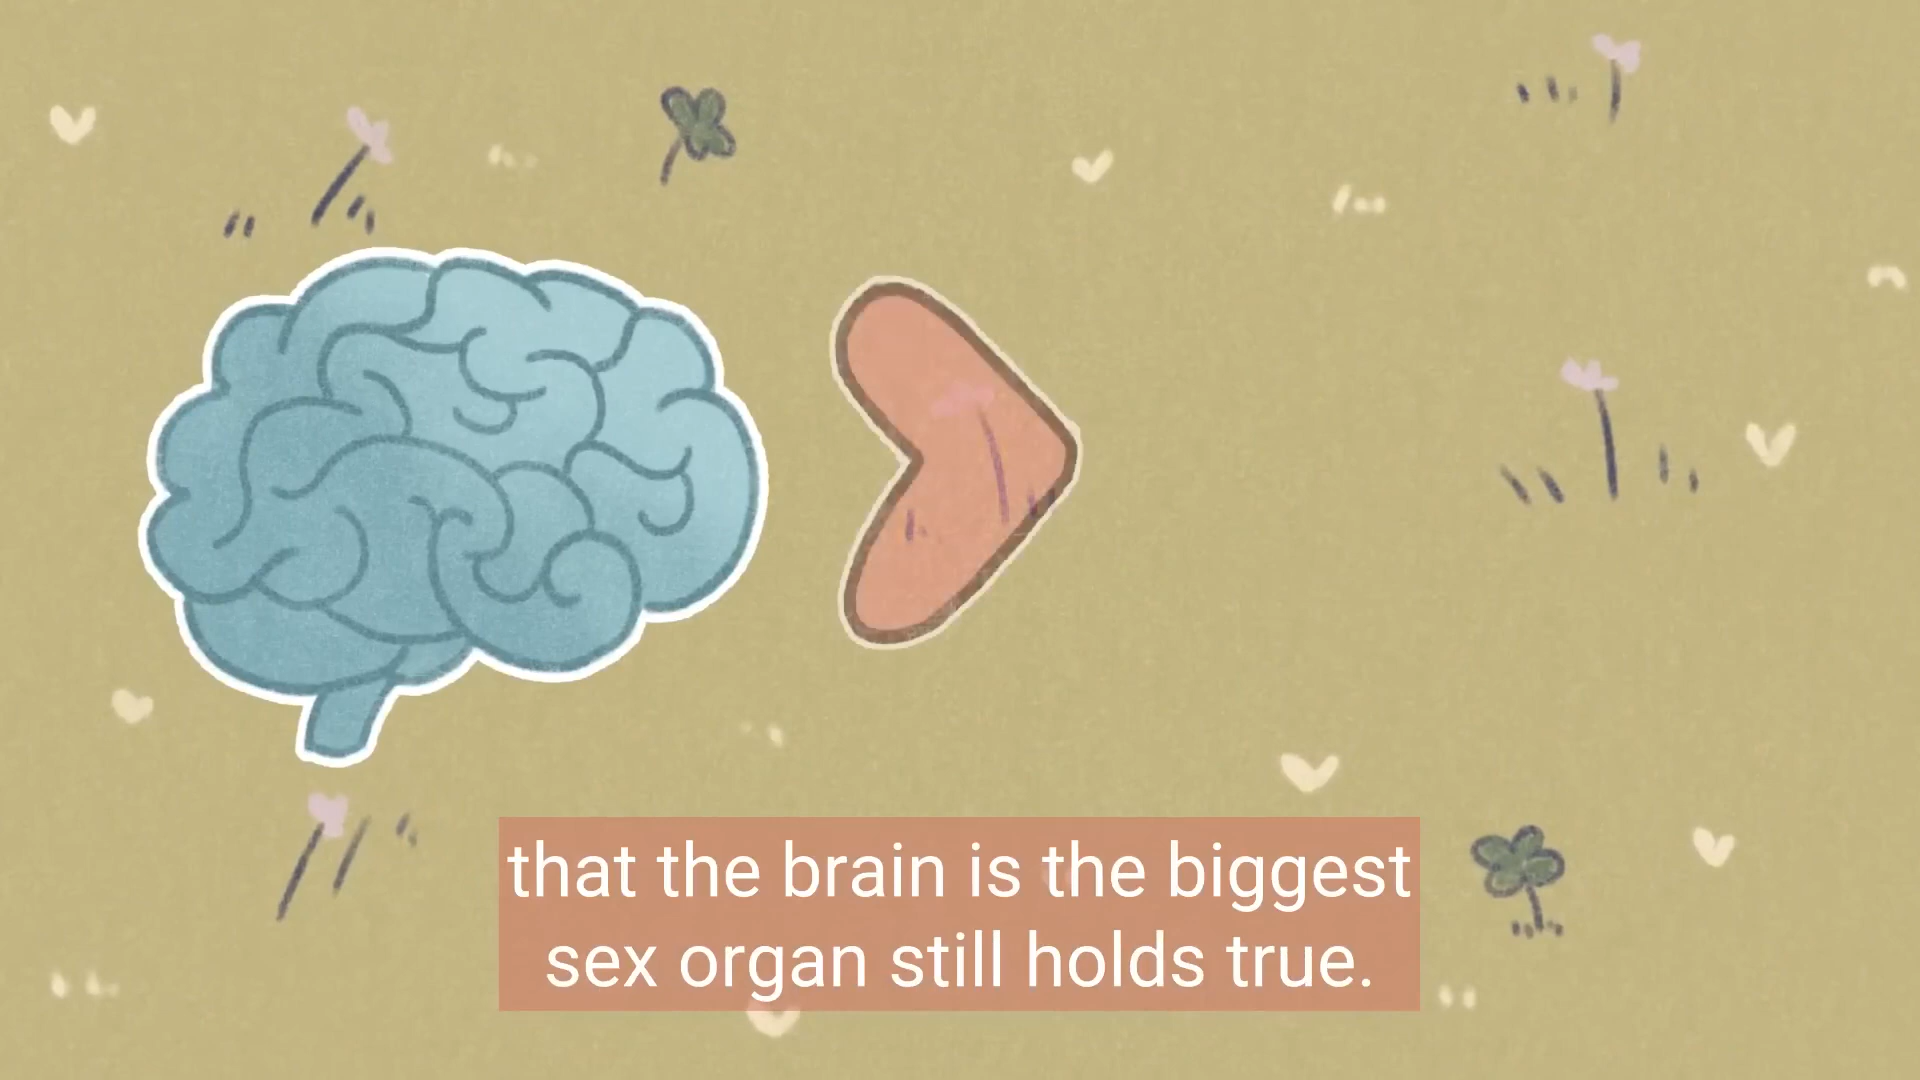 that the brain is the biggest
sex organ still holds true.